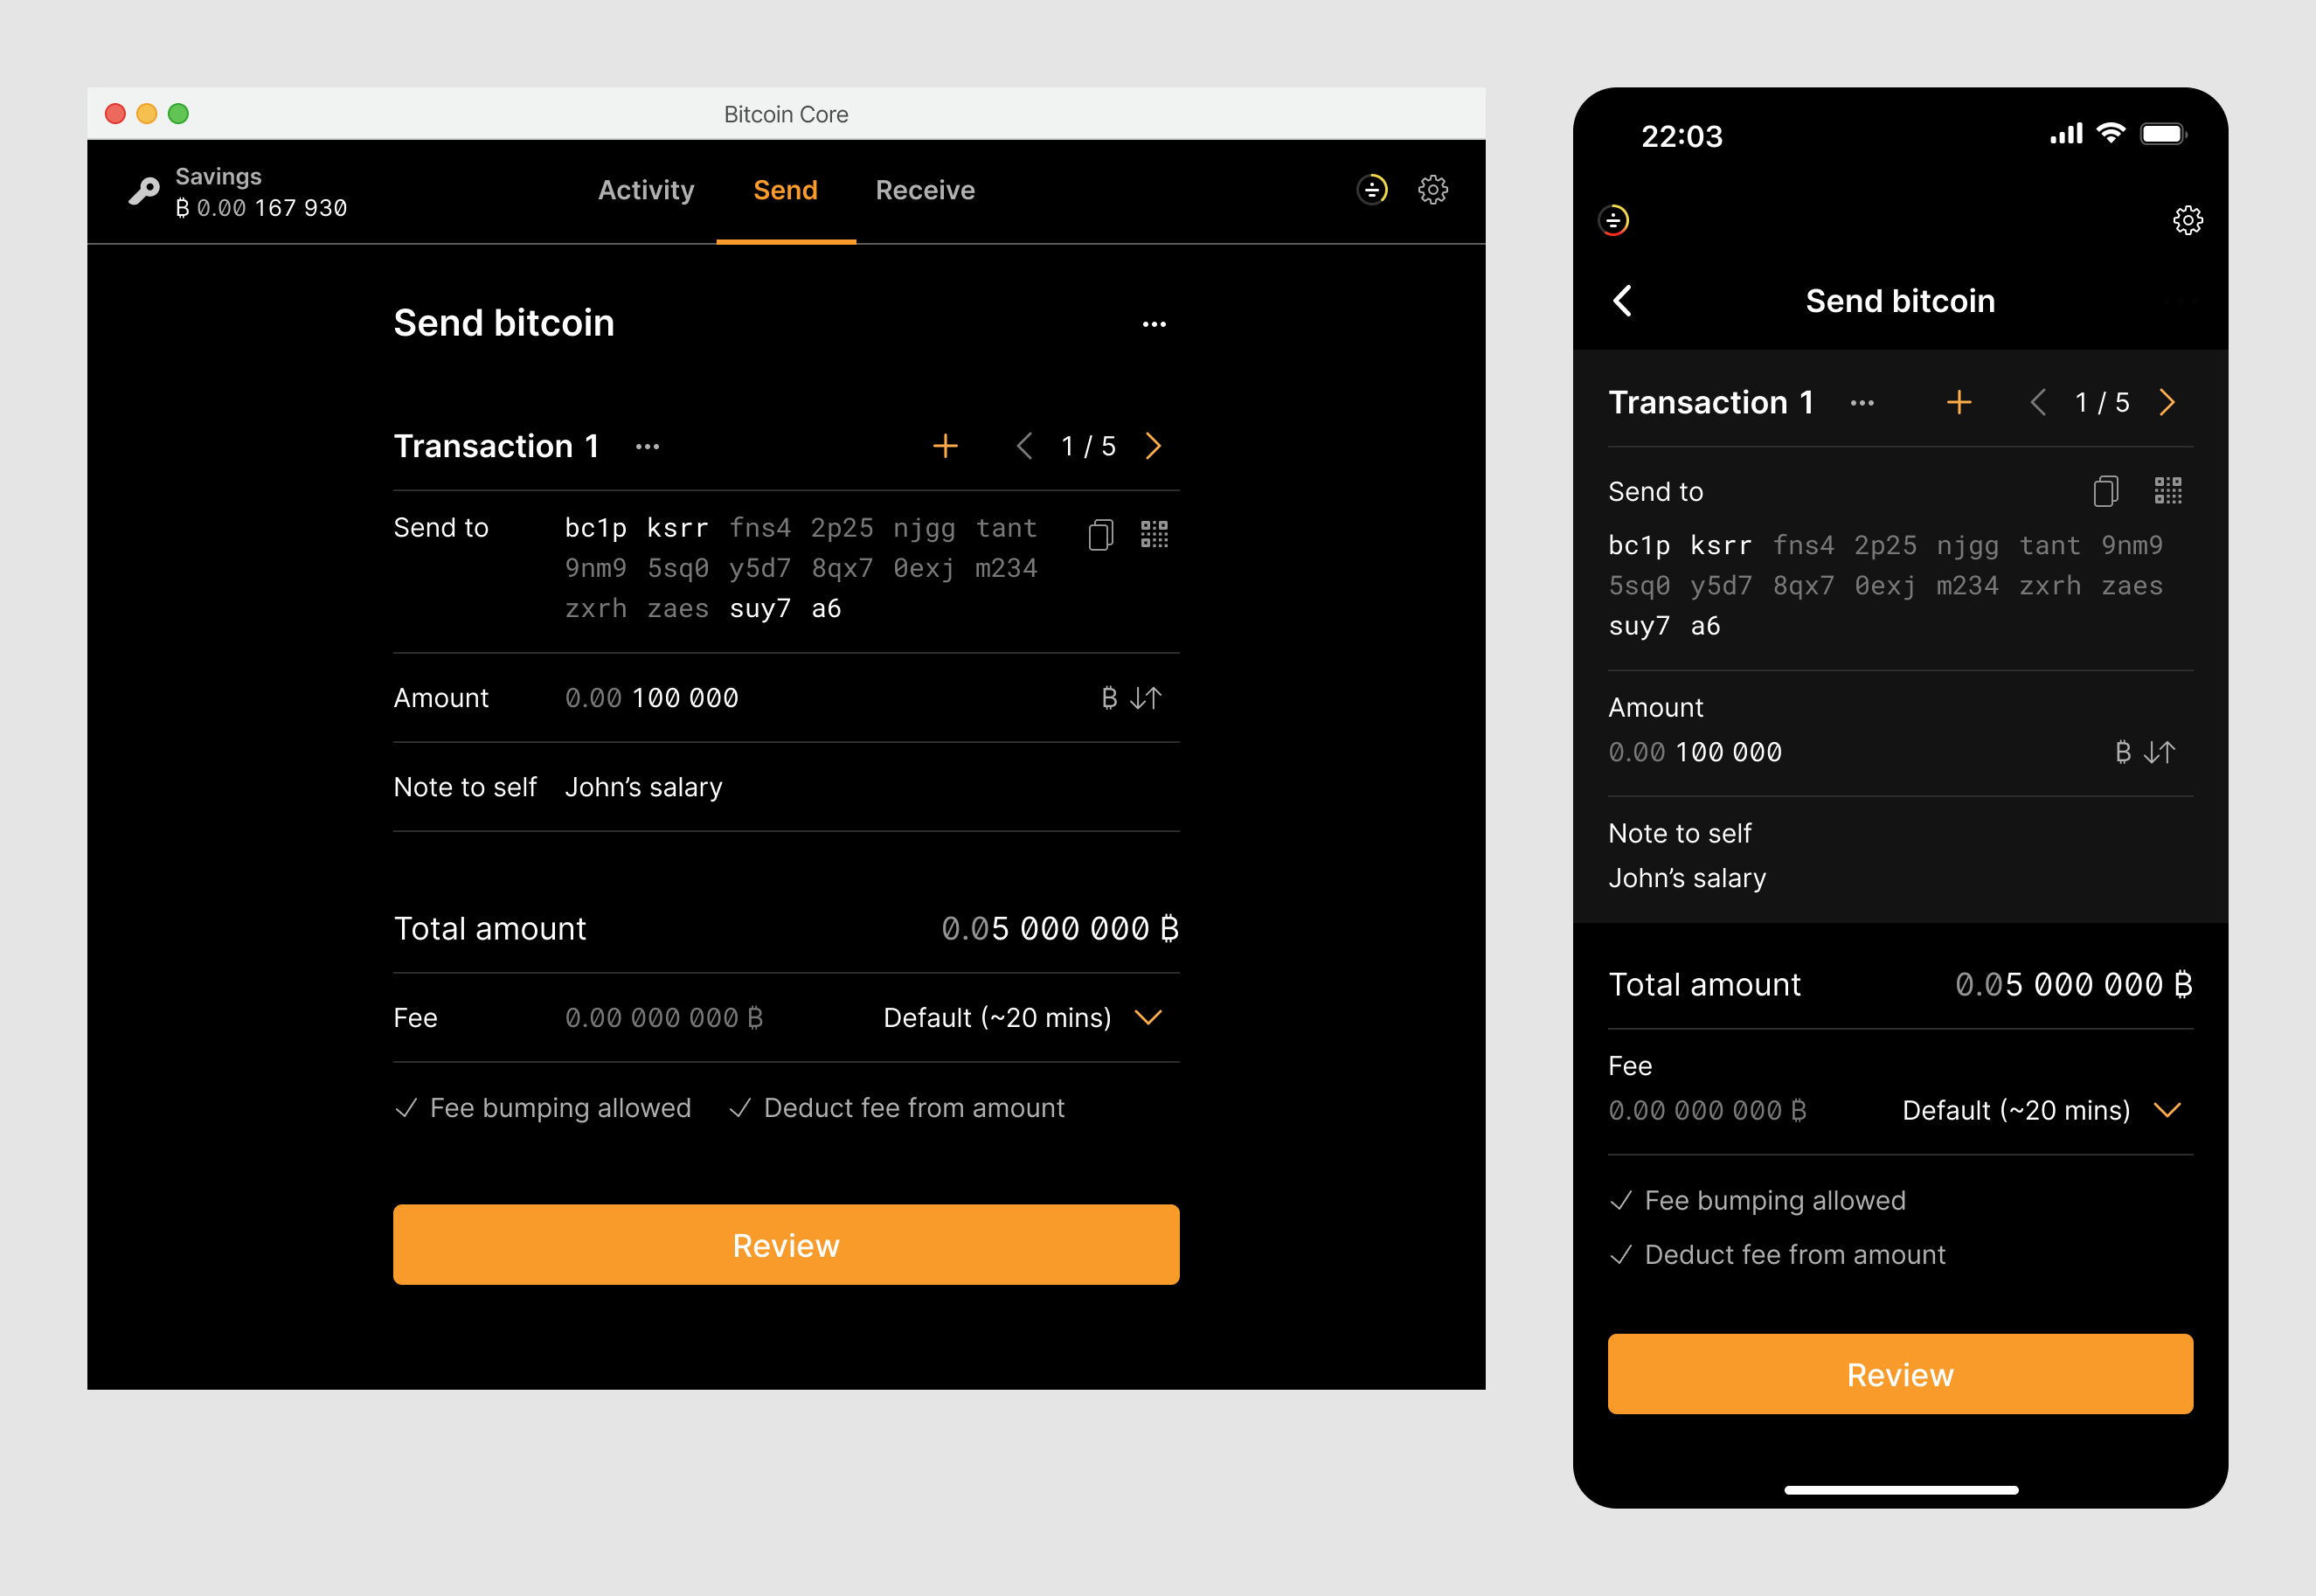 Bitcoin Core
Savings
₿ 0.00 167 930
Activity
Send
Receive
Send bitcoin
Transaction 1
1 / 5
Send to
bc1p ksrr fns4 2p25 njgg tant
9nm9 5sq0 y5d7 8qx7 0exj m234
zxrh zaes suy7 a6
Amount
0.00 100 000
₿
Note to self
John’s salary
Total amount
0.05 000 000 ₿
Fee
0.00 000 000 ₿
Default (~20 mins)
Fee bumping allowed
Deduct fee from amount
Review
22:03
Send bitcoin
Transaction 1
1 / 5
Send to
bc1p ksrr fns4 2p25 njgg tant 9nm9
5sq0 y5d7 8qx7 0exj m234 zxrh zaes
suy7 a6
Amount
0.00 100 000
₿
Note to self
John’s salary
Total amount
0.05 000 000 ₿
Fee
0.00 000 000 ₿
Default (~20 mins)
Fee bumping allowed
Deduct fee from amount
Review